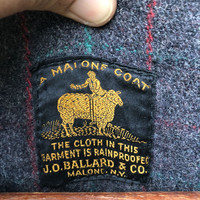 A MALONE COAT
THE CLOTH IN THIS
GARMENT IS RAINPROOFED
J.O. BALLARD & CO.
MALONE, N.Y.